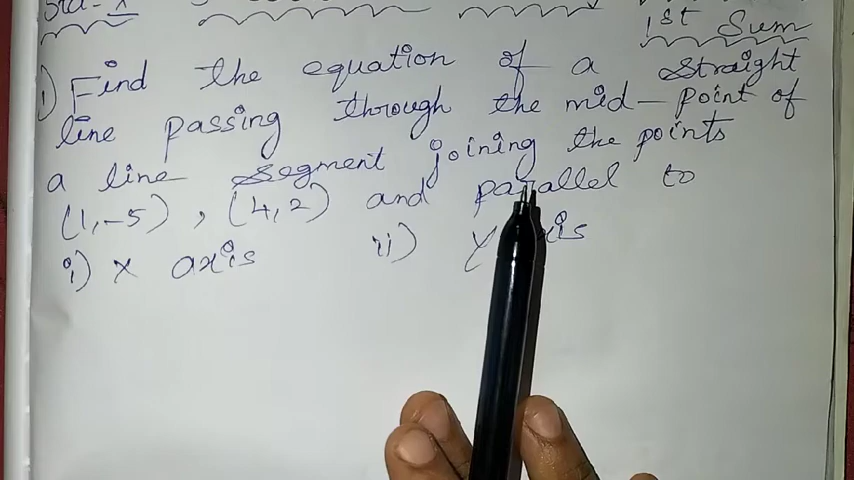 Std - X
1st Sum
1) Find the equation of a straight
line passing through the mid-point of
a line segment joining the points
(1,-5), (4,2) and parallel to
i) X axis ii) Y axis